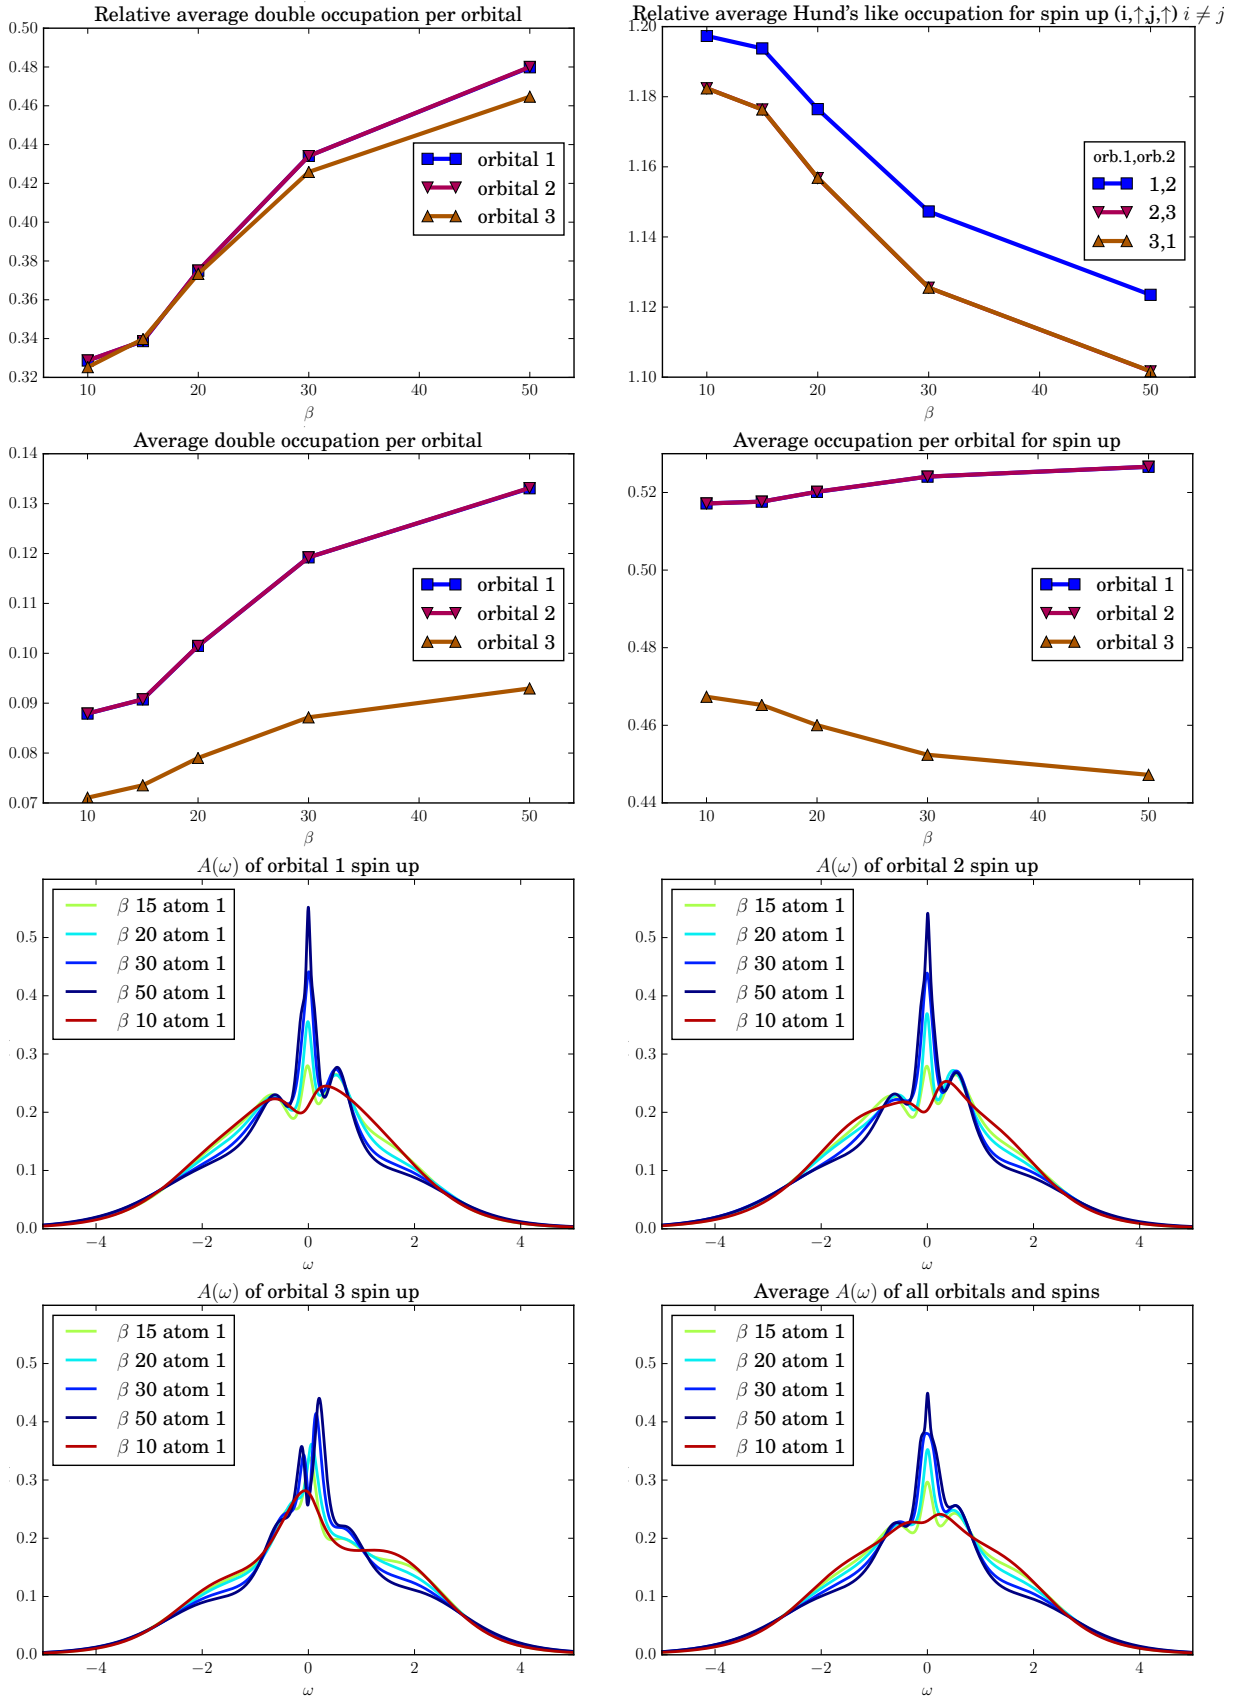 Relative average double occupation per orbital
0.50
0.48
0.46
0.44
0.42
0.40
0.38
0.36
0.34
0.32
orbital 1
orbital 2
orbital 3
10 20 30 40 50
β
Relative average Hund's like occupation for spin up (i,↑,j,↑) i ≠ j
1.20
1.18
1.16
1.14
1.12
1.10
orb.1,orb.2
1,2
2,3
3,1
10 20 30 40 50
β
Average double occupation per orbital
0.14
0.13
0.12
0.11
0.10
0.09
0.08
0.07
orbital 1
orbital 2
orbital 3
10 20 30 40 50
β
Average occupation per orbital for spin up
0.52
0.50
0.48
0.46
0.44
orbital 1
orbital 2
orbital 3
10 20 30 40 50
β
A(ω) of orbital 1 spin up
0.5
0.4
0.3
0.2
0.1
0.0
β 15 atom 1
β 20 atom 1
β 30 atom 1
β 50 atom 1
β 10 atom 1
−4 −2 0 2 4
ω
A(ω) of orbital 2 spin up
0.5
0.4
0.3
0.2
0.1
0.0
β 15 atom 1
β 20 atom 1
β 30 atom 1
β 50 atom 1
β 10 atom 1
−4 −2 0 2 4
ω
A(ω) of orbital 3 spin up
0.5
0.4
0.3
0.2
0.1
0.0
β 15 atom 1
β 20 atom 1
β 30 atom 1
β 50 atom 1
β 10 atom 1
−4 −2 0 2 4
ω
Average A(ω) of all orbitals and spins
0.5
0.4
0.3
0.2
0.1
0.0
β 15 atom 1
β 20 atom 1
β 30 atom 1
β 50 atom 1
β 10 atom 1
−4 −2 0 2 4
ω